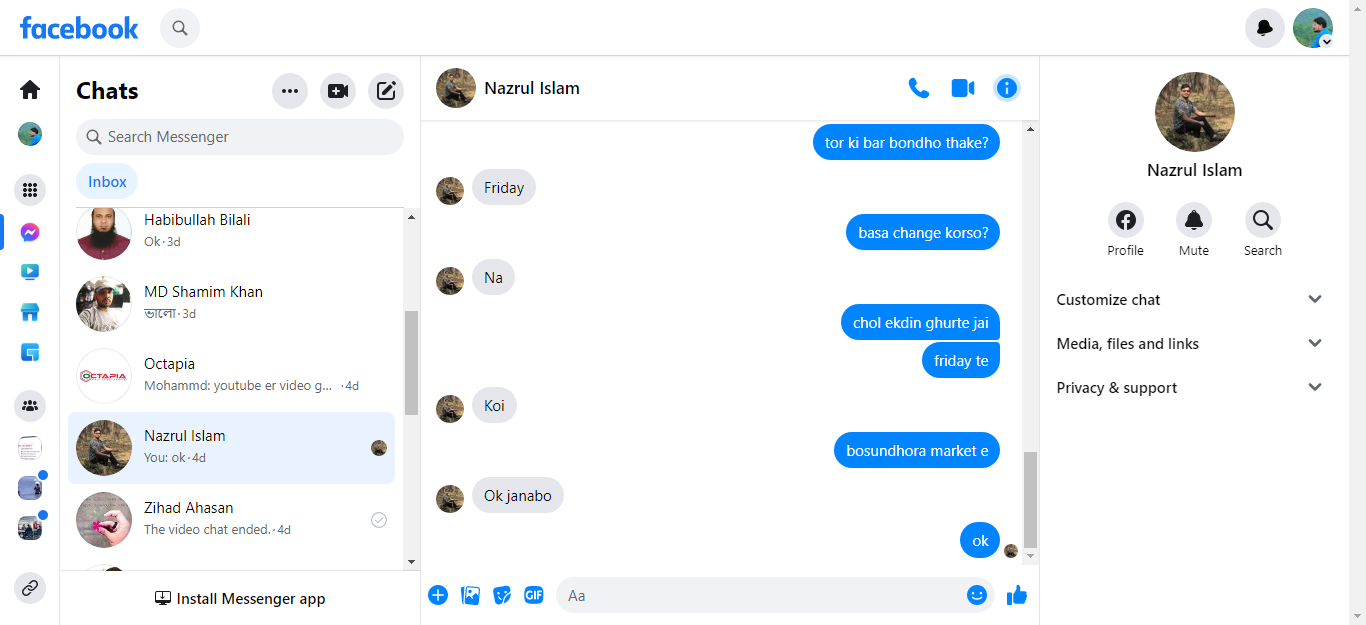 facebook
Chats
Search Messenger
Inbox
Habibullah Bilali
Ok · 3d
MD Shamim Khan
ভালো · 3d
Octapia
Mohammd: youtube er video g... · 4d
OCTAPIA
Nazrul Islam
You: ok · 4d
Zihad Ahasan
The video chat ended. · 4d
Install Messenger app
Nazrul Islam
tor ki bar bondho thake?
Friday
basa change korso?
Na
chol ekdin ghurte jai
friday te
Koi
bosundhora market e
Ok janabo
ok
GIF
Aa
Nazrul Islam
Profile
Mute
Search
Customize chat
Media, files and links
Privacy & support